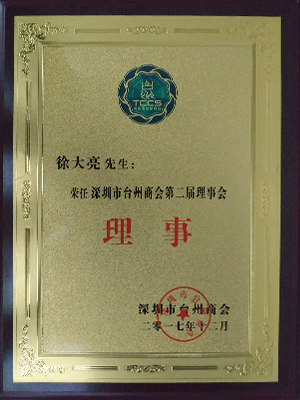 TCCS
徐大亮 先生：
荣任 深圳市台州商会第二届理事会
理事
深圳市台州商会
二〇一七年十二月